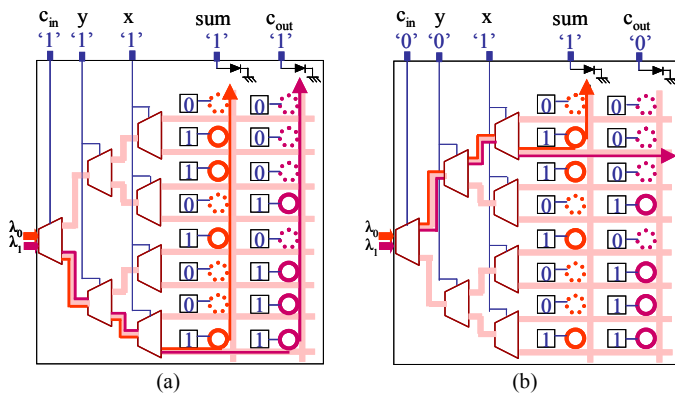 c_in y x sum c_out c_in y x sum c_out
‘1’ ‘1’ ‘1’ ‘1’ ‘1’ ‘0’ ‘0’ ‘1’ ‘1’ ‘0’
0 0 0 0
1 0 1 0
1 0 1 0
0 1 0 1
λ₀ λ₀
λ₁ λ₁
1 0 1 0
0 1 0 1
0 1 0 1
1 1 1 1
(a) (b)